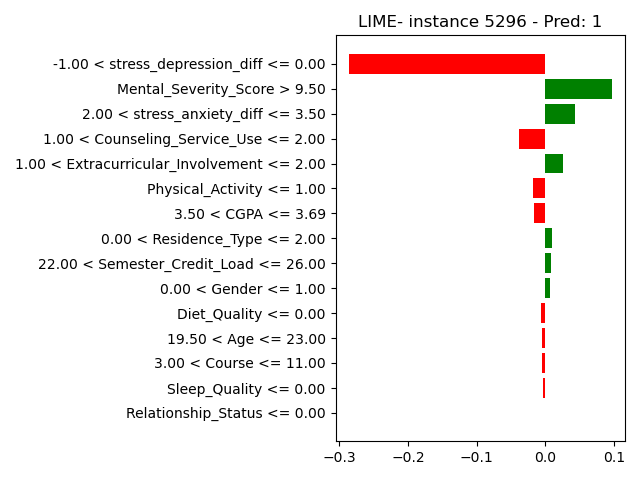 LIME- instance 5296 - Pred: 1
-1.00 < stress_depression_diff <= 0.00
Mental_Severity_Score > 9.50
2.00 < stress_anxiety_diff <= 3.50
1.00 < Counseling_Service_Use <= 2.00
1.00 < Extracurricular_Involvement <= 2.00
Physical_Activity <= 1.00
3.50 < CGPA <= 3.69
0.00 < Residence_Type <= 2.00
22.00 < Semester_Credit_Load <= 26.00
0.00 < Gender <= 1.00
Diet_Quality <= 0.00
19.50 < Age <= 23.00
3.00 < Course <= 11.00
Sleep_Quality <= 0.00
Relationship_Status <= 0.00
−0.3 −0.2 −0.1 0.0 0.1